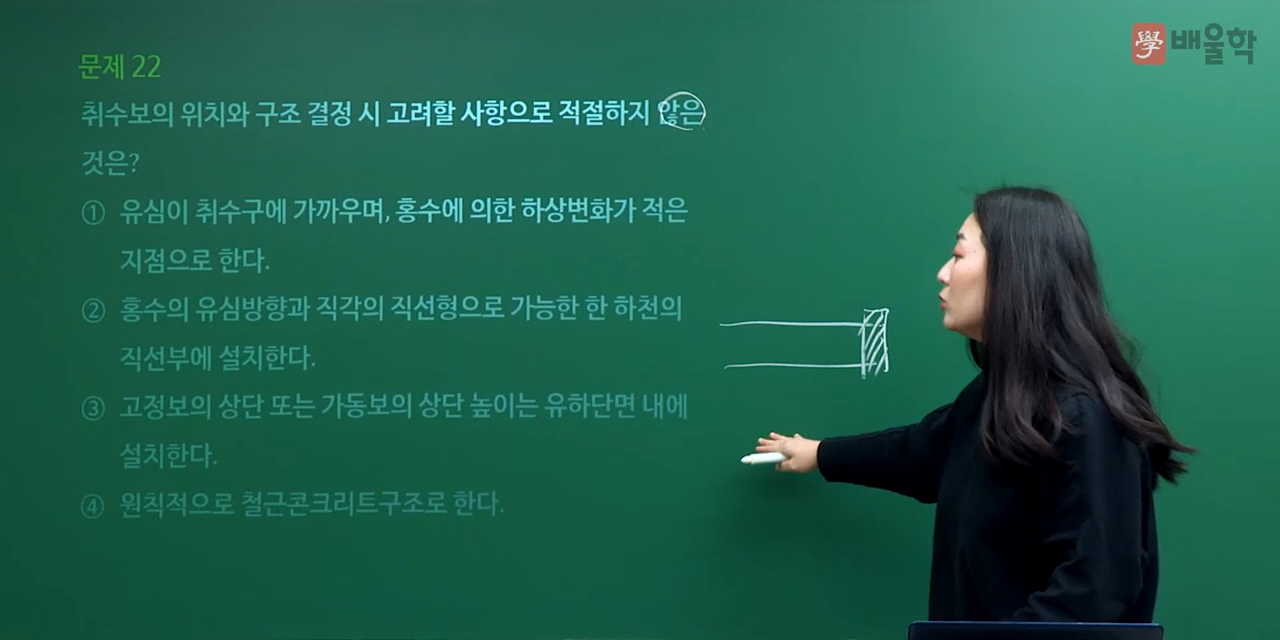 學 배울학
문제 22
취수보의 위치와 구조 결정 시 고려할 사항으로 적절하지 않은
것은?
① 유심이 취수구에 가까우며, 홍수에 의한 하상변화가 적은
지점으로 한다.
② 홍수의 유심방향과 직각의 직선형으로 가능한 한 하천의
직선부에 설치한다.
③ 고정보의 상단 또는 가동보의 상단 높이는 유하단면 내에
설치한다.
④ 원칙적으로 철근콘크리트구조로 한다.